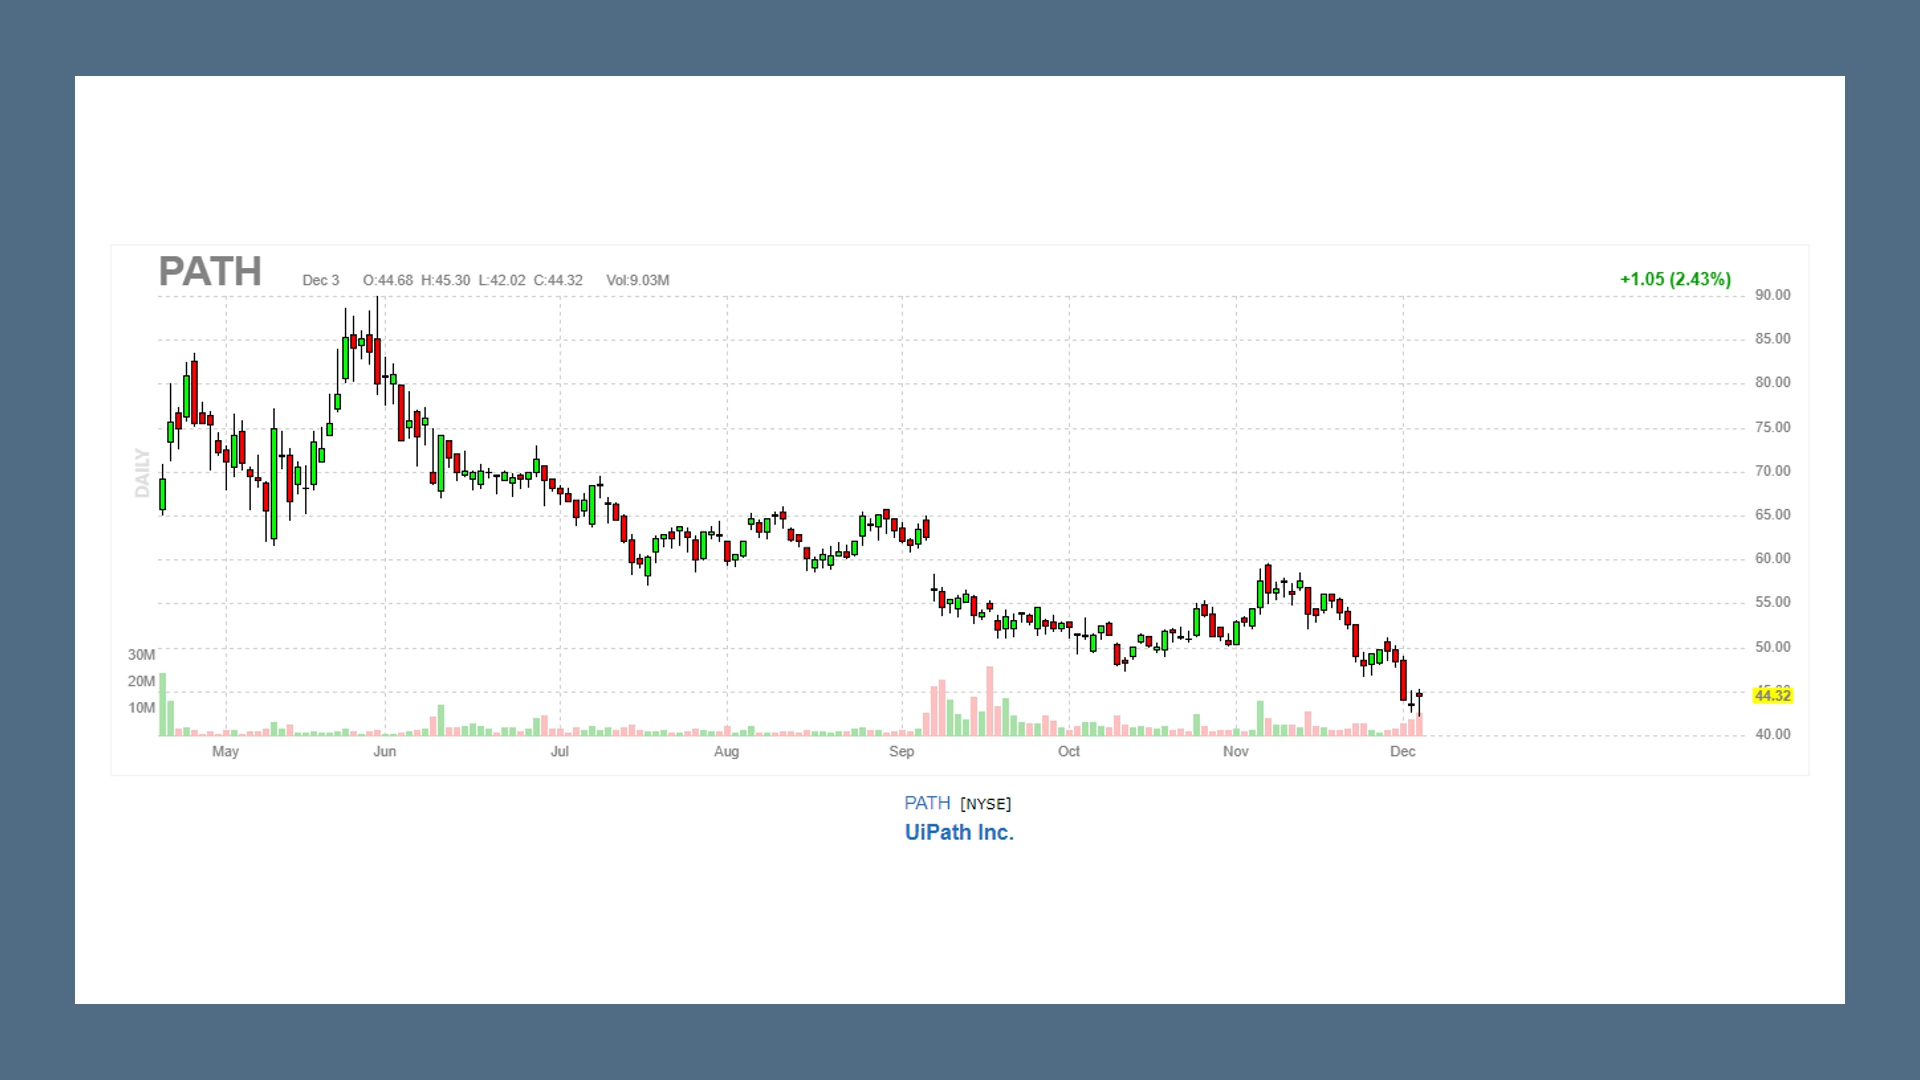 PATH Dec 3 O:44.68 H:45.30 L:42.02 C:44.32 Vol:9.03M +1.05 (2.43%)
90.00
85.00
80.00
75.00
DAILY
70.00
65.00
60.00
55.00
50.00
30M
20M
45.00
44.32
10M
40.00
May Jun Jul Aug Sep Oct Nov Dec
PATH [NYSE]
UiPath Inc.